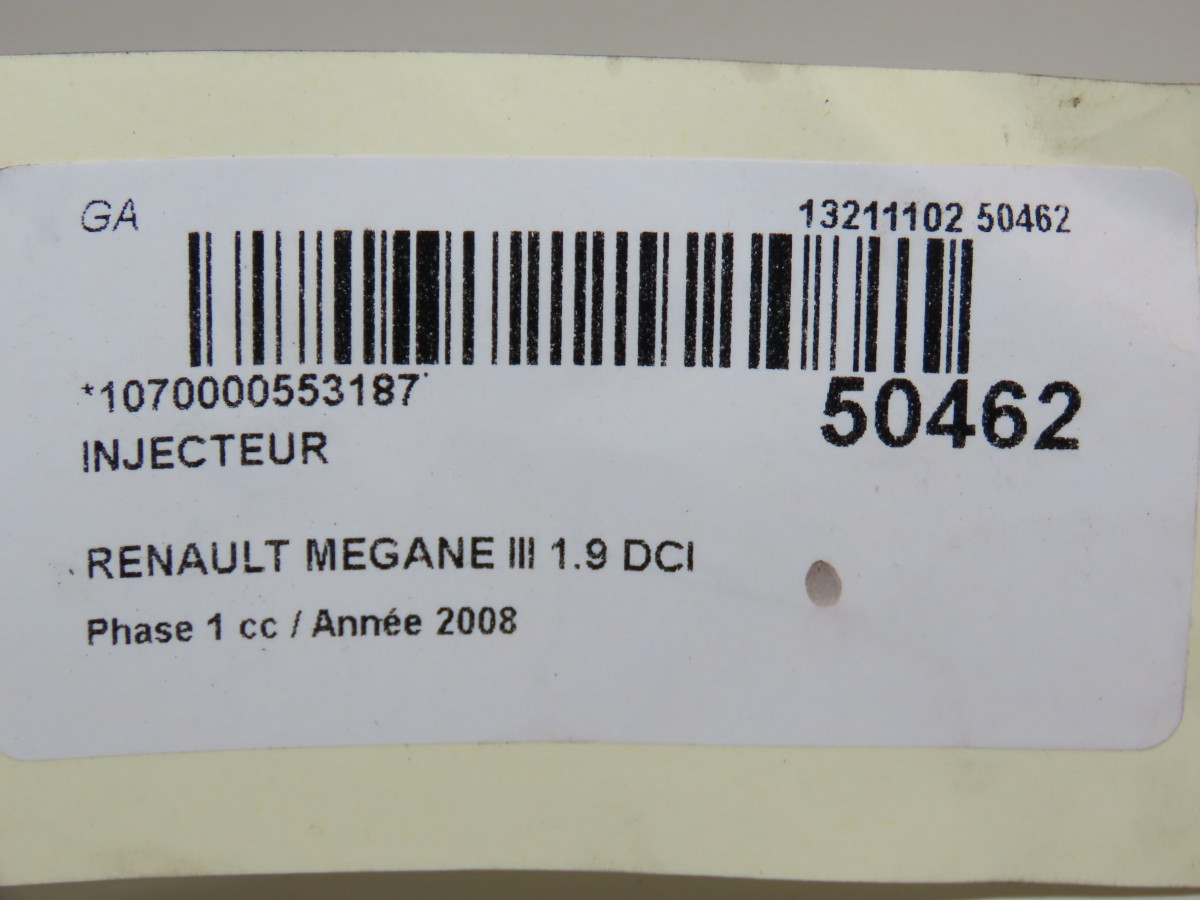 GA
13211102 50462
*1070000553187*
50462
INJECTEUR
RENAULT MEGANE III 1.9 DCI
Phase 1 cc / Année 2008